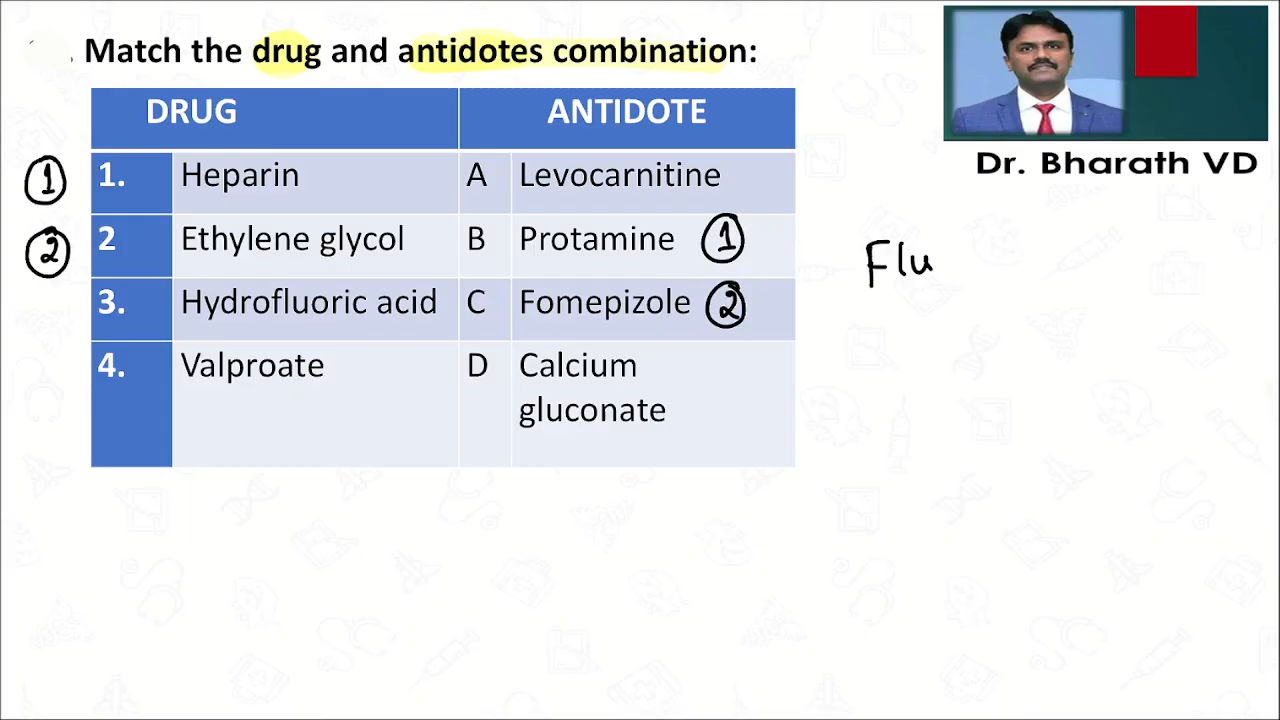 Match the drug and antidotes combination:
DRUG ANTIDOTE
① 1. Heparin A Levocarnitine
② 2 Ethylene glycol B Protamine ①
3. Hydrofluoric acid C Fomepizole ②
4. Valproate D Calcium
gluconate
Dr. Bharath VD
Flu